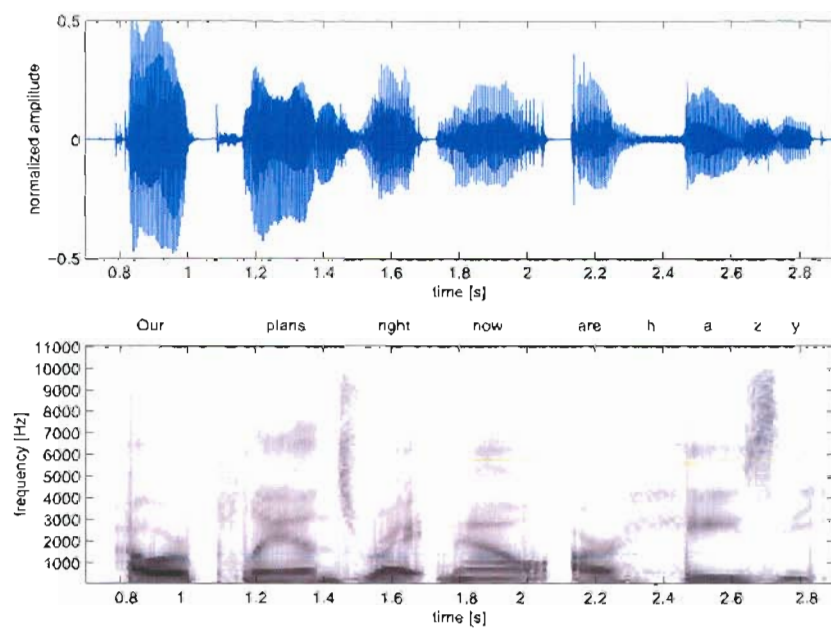 0.5
normalized amplitude
0
-0.5
0.8 1 1.2 1.4 1.6 1.8 2 2.2 2.4 2.6 2.8
time [s]
Our plans right now are h a z y
11000
10000
9000
8000
7000
6000
5000
4000
3000
2000
1000
frequency [Hz]
0.8 1 1.2 1.4 1.6 1.8 2 2.2 2.4 2.6 2.8
time [s]